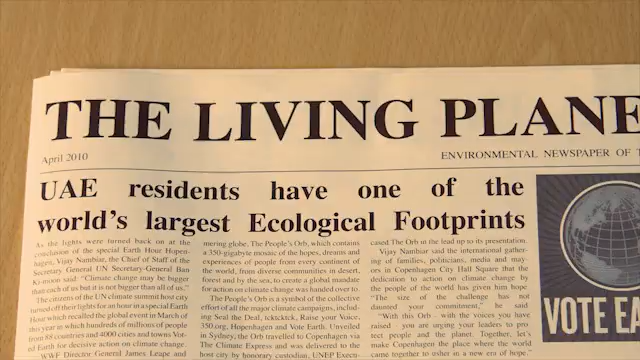 THE LIVING PLANE
April 2010
ENVIRONMENTAL NEWSPAPER OF T
UAE residents have one of the
world's largest Ecological Footprints
As the lights were turned back on at the
conclusion of the special Earth Hour Copen-
hagen, Vijay Nambiar, the Chief of Staff of the
Secretary General (UN Secretary-General Ban
Ki-moon said: "Climate change may be bigger
than each of us but it is not bigger than all of us."
The citizens of the UN climate summit host city
turned off their lights for an hour in a special Earth
Hour which recalled the global event in March of
this year in which hundreds of millions of people
from 88 countries and 4000 cities and towns Vot-
ed Earth for decisive action on climate change.
WWF Director General James Leape and
mering globe. The People's Orb, which contains
a 350-gigabyte mosaic of the hopes, dreams and
experiences of people from every continent of
the world, from diverse communities in desert,
forest and by the sea, to create a global mandate
for action on climate change was handed over to.
The People's Orb is a symbol of the collective
effort of all the major climate campaigns, includ-
ing Seal the Deal, tcktcktck, Raise your Voice,
350.org, Hopenhagen and Vote Earth. Unveiled
in Sydney, the Orb travelled to Copenhagen via
The Climate Express and was delivered to the
host city by honorary custodian, UNEP Execu-
cased The Orb in the lead up to its presentation.
Vijay Nambiar said the international gather-
ing of families, politicians, media and may-
ors in Copenhagen City Hall Square that the
dedication to action on climate change by
the people of the world has given him hope
"The size of the challenge has not
daunted your commitment," he said
"With this Orb – with the voices you have
raised you are urging your leaders to pro-
tect people and the planet. Together, let's
make Copenhagen the place where the world
came together to usher in a new era of pros-
VOTE EA